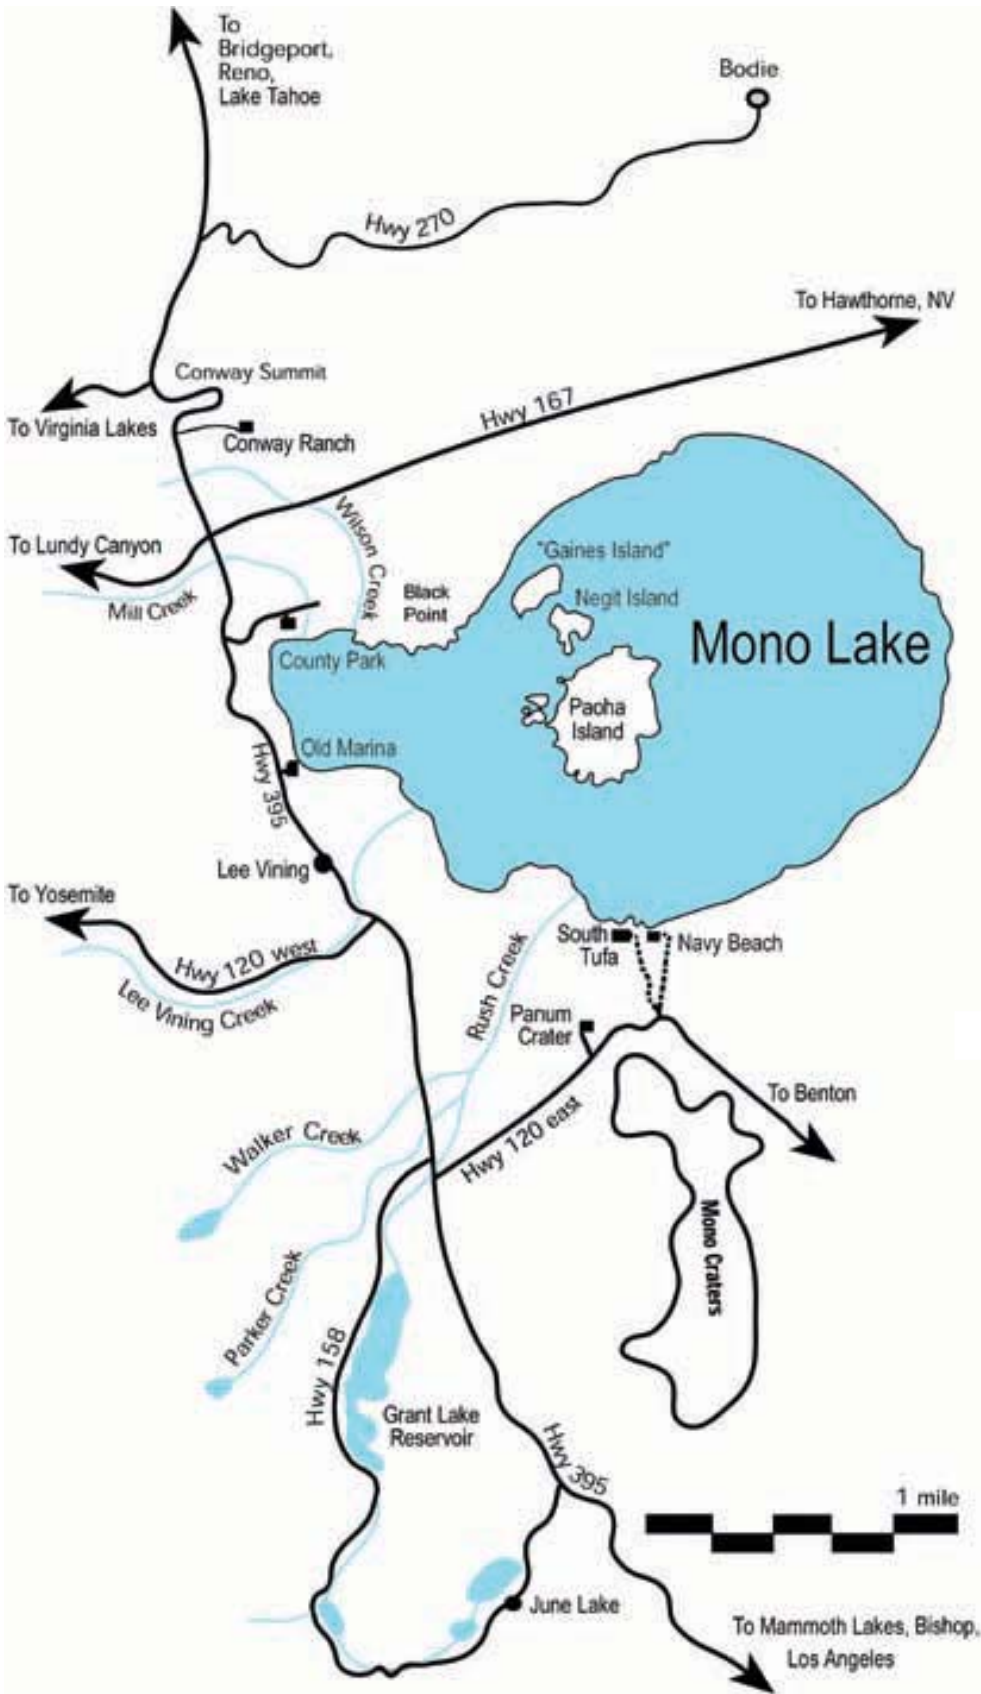 To
Bridgeport,
Reno,
Lake Tahoe
Bodie
Hwy 270
To Hawthorne, NV
Conway Summit
Hwy 167
To Virginia Lakes
Conway Ranch
Wilson Creek
To Lundy Canyon
"Gaines Island"
Black
Point
Negit Island
Mill Creek
Mono Lake
County Park
Paoha
Island
Old Marina
Hwy 395
Lee Vining
To Yosemite
South
Tufa
Navy Beach
Hwy 120 west
Lee Vining Creek
Rush Creek
Panum
Crater
To Benton
Walker Creek
Hwy 120 east
Mono Craters
Parker Creek
Hwy 158
Grant Lake
Reservoir
Hwy 395
1 mile
June Lake
To Mammoth Lakes, Bishop,
Los Angeles